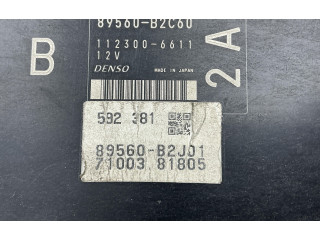 89560-B2C60
112300-6611
12V
DENSO MADE IN JAPAN
B
2A
592 381
89560-B2J01
71003 81805